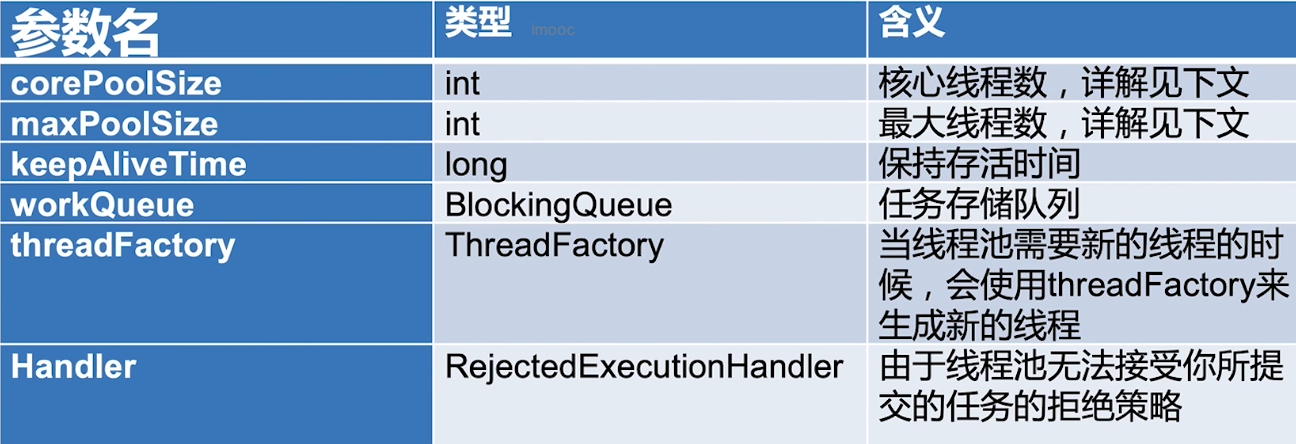 参数名 类型 imooc 含义
corePoolSize int 核心线程数，详解见下文
maxPoolSize int 最大线程数，详解见下文
keepAliveTime long 保持存活时间
workQueue BlockingQueue 任务存储队列
threadFactory ThreadFactory 当线程池需要新的线程的时
候，会使用threadFactory来
生成新的线程
Handler RejectedExecutionHandler 由于线程池无法接受你所提
交的任务的拒绝策略